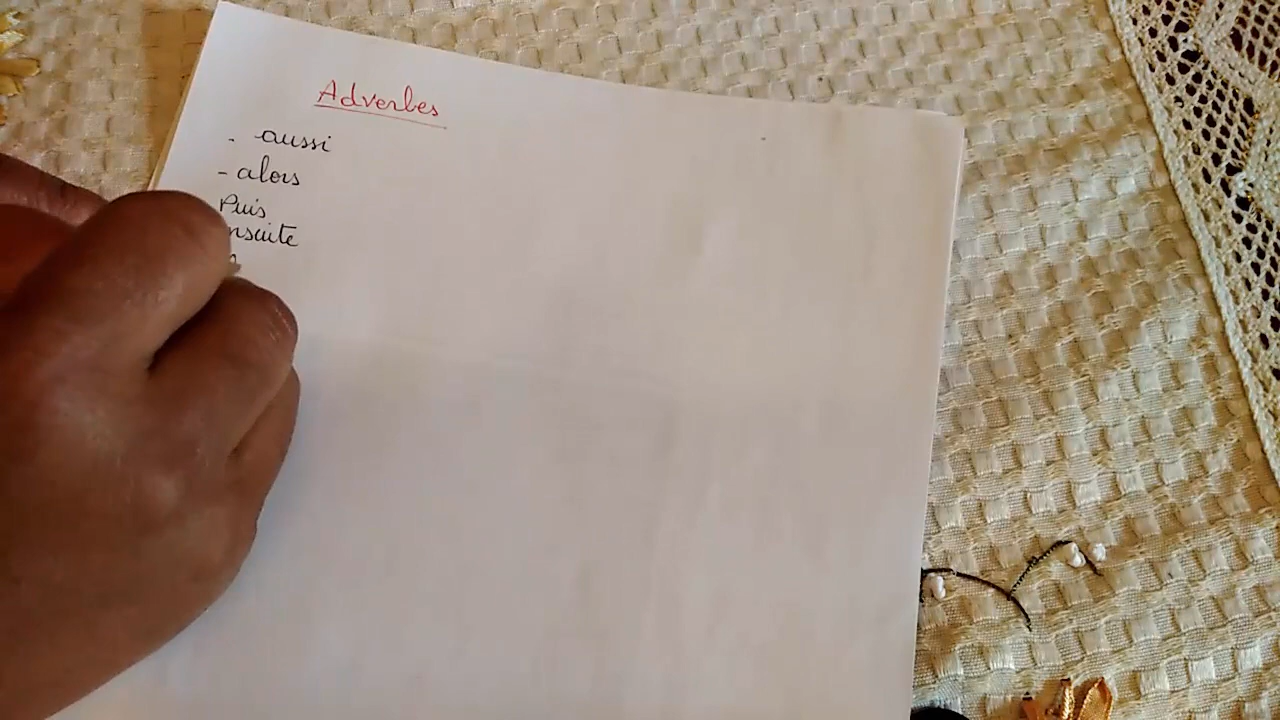 Adverbes
- aussi
- alors
Puis
nsuite